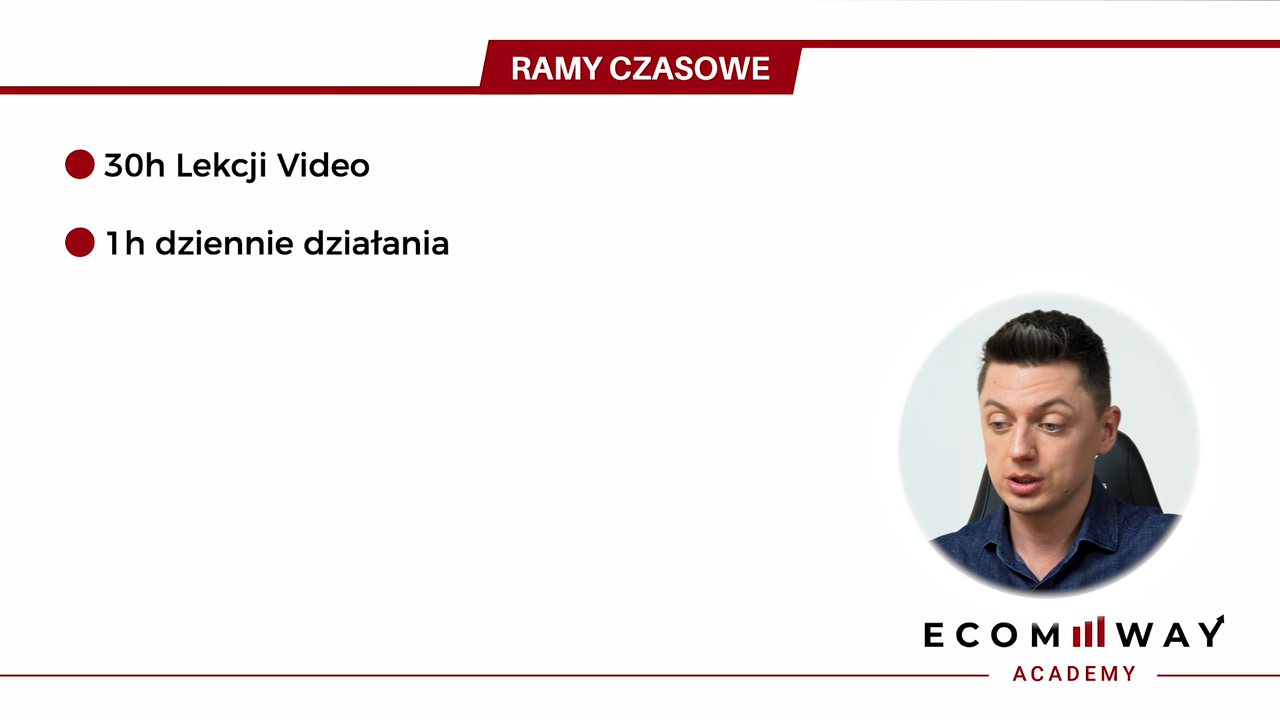 RAMY CZASOWE
30h Lekcji Video
1h dziennie działania
ECOM WAY
ACADEMY